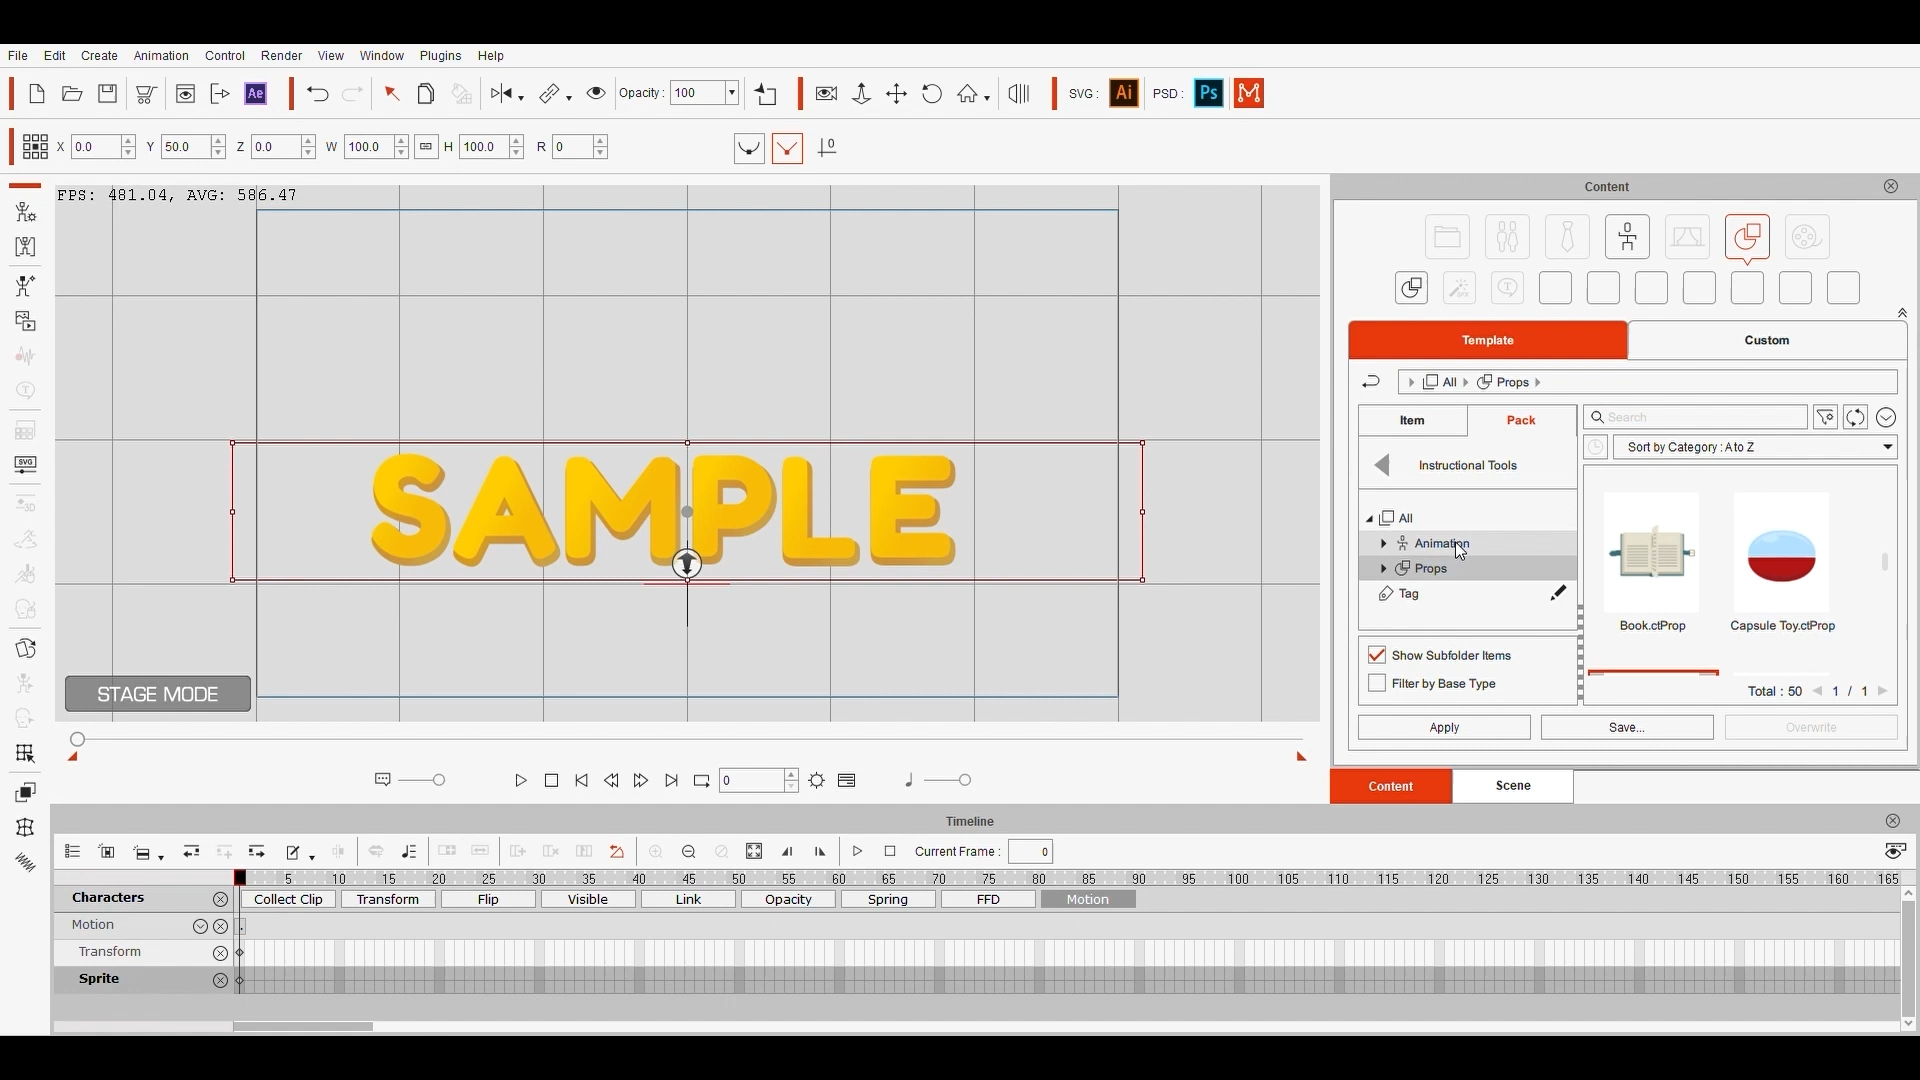 File Edit Create Animation Control Render View Window Plugins Help
Ae Opacity : 100 SVG : Ai PSD : Ps
X 0.0 Y 50.0 Z 0.0 W 100.0 H 100.0 R 0 0
FPS: 481.04, AVG: 586.47
SAMPLE
STAGE MODE
0
Content
Template Custom
All Props
Item Pack Search
Sort by Category : A to Z
Instructional Tools
All
Animation
Props
Tag
Book.ctProp Capsule Toy.ctProp
Show Subfolder Items
Filter by Base Type
Total : 50 1 / 1
Apply Save... Overwrite
Content Scene
Timeline
Current Frame : 0
5 10 15 20 25 30 35 40 45 50 55 60 65 70 75 80 85 90 95 100 105 110 115 120 125 130 135 140 145 150 155 160 165
Characters Collect Clip Transform Flip Visible Link Opacity Spring FFD Motion
Motion
Transform
Sprite